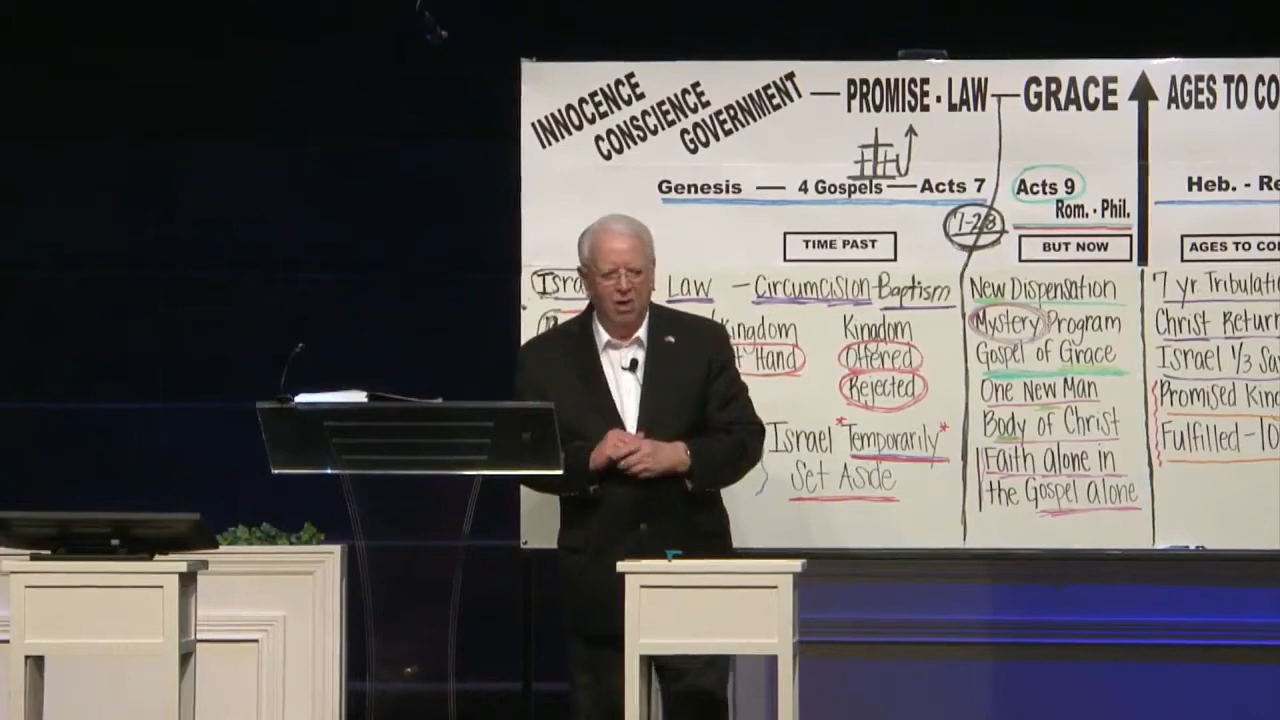 INNOCENCE
CONSCIENCE
GOVERNMENT — PROMISE - LAW — GRACE AGES TO CO
Genesis — 4 Gospels — Acts 7 Acts 9 Heb. - Re
Rom. - Phil.
7-28
TIME PAST BUT NOW AGES TO CO
Isra Law - Circumcision - Baptism New Dispensation 7 yr Tribulati
Kingdom Kingdom Mystery Program Christ Return
Hand Offered Gospel of Grace Israel 1/3 Sa
Rejected One New Man Promised King
Israel *Temporarily* Body of Christ Fulfilled - 10
Set Aside Faith alone in
the Gospel alone